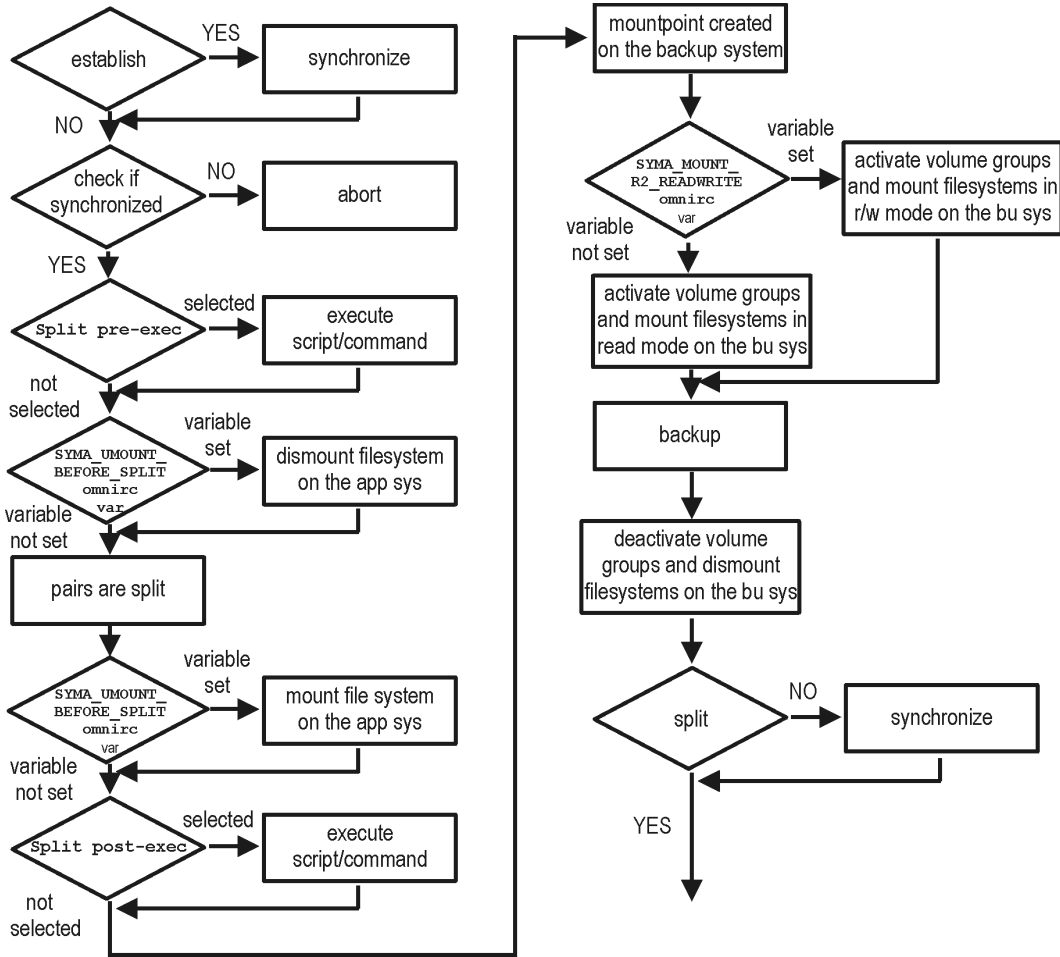 establish
YES
synchronize
NO
check if
synchronized
NO
abort
YES
Split pre-exec
selected
execute
script/command
not
selected
SYMA_UMOUNT_
BEFORE_SPLIT
omnirc
var
variable
set
dismount filesystem
on the app sys
variable
not set
pairs are split
SYMA_UMOUNT_
BEFORE_SPLIT
omnirc
var
variable
set
mount file system
on the app sys
variable
not set
Split post-exec
selected
execute
script/command
not
selected
mountpoint created
on the backup system
SYMA_MOUNT_
R2_READWRITE
omnirc
var
variable
set
activate volume groups
and mount filesystems in
r/w mode on the bu sys
variable
not set
activate volume groups
and mount filesystems in
read mode on the bu sys
backup
deactivate volume
groups and dismount
filesystems on the bu sys
split
NO
synchronize
YES